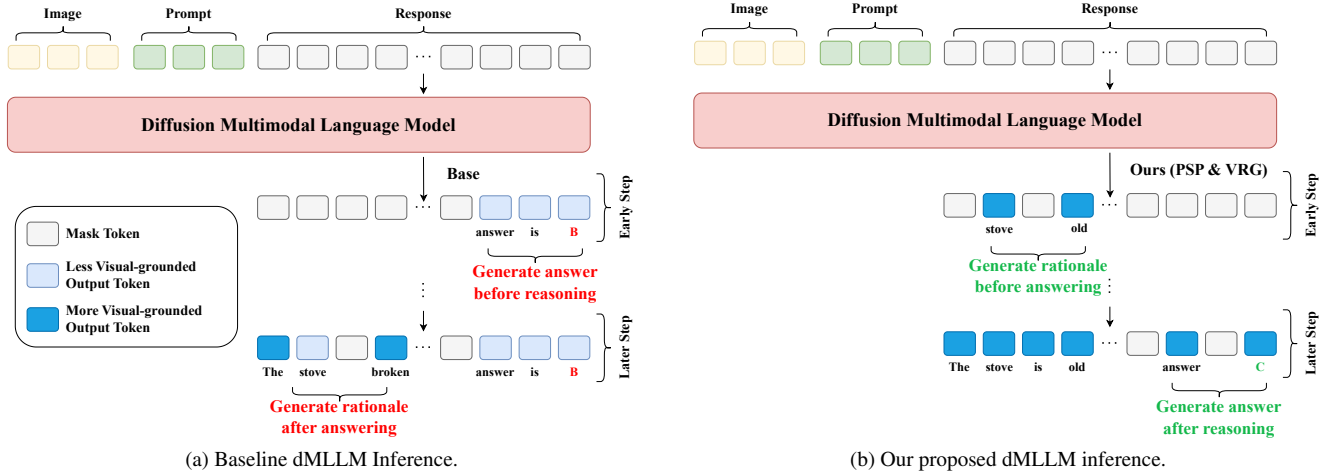 Image Prompt Response
Diffusion Multimodal Language Model
Base
Mask Token
Less Visual-grounded
Output Token
More Visual-grounded
Output Token
...
answer is B
Early Step
Generate answer
before reasoning
...
The stove broken answer is B
Later Step
Generate rationale
after answering
(a) Baseline dMLLM Inference.
Image Prompt Response
Diffusion Multimodal Language Model
Ours (PSP & VRG)
...
stove old
Early Step
Generate rationale
before answering
...
The stove is old answer C
Later Step
Generate answer
after reasoning
(b) Our proposed dMLLM inference.